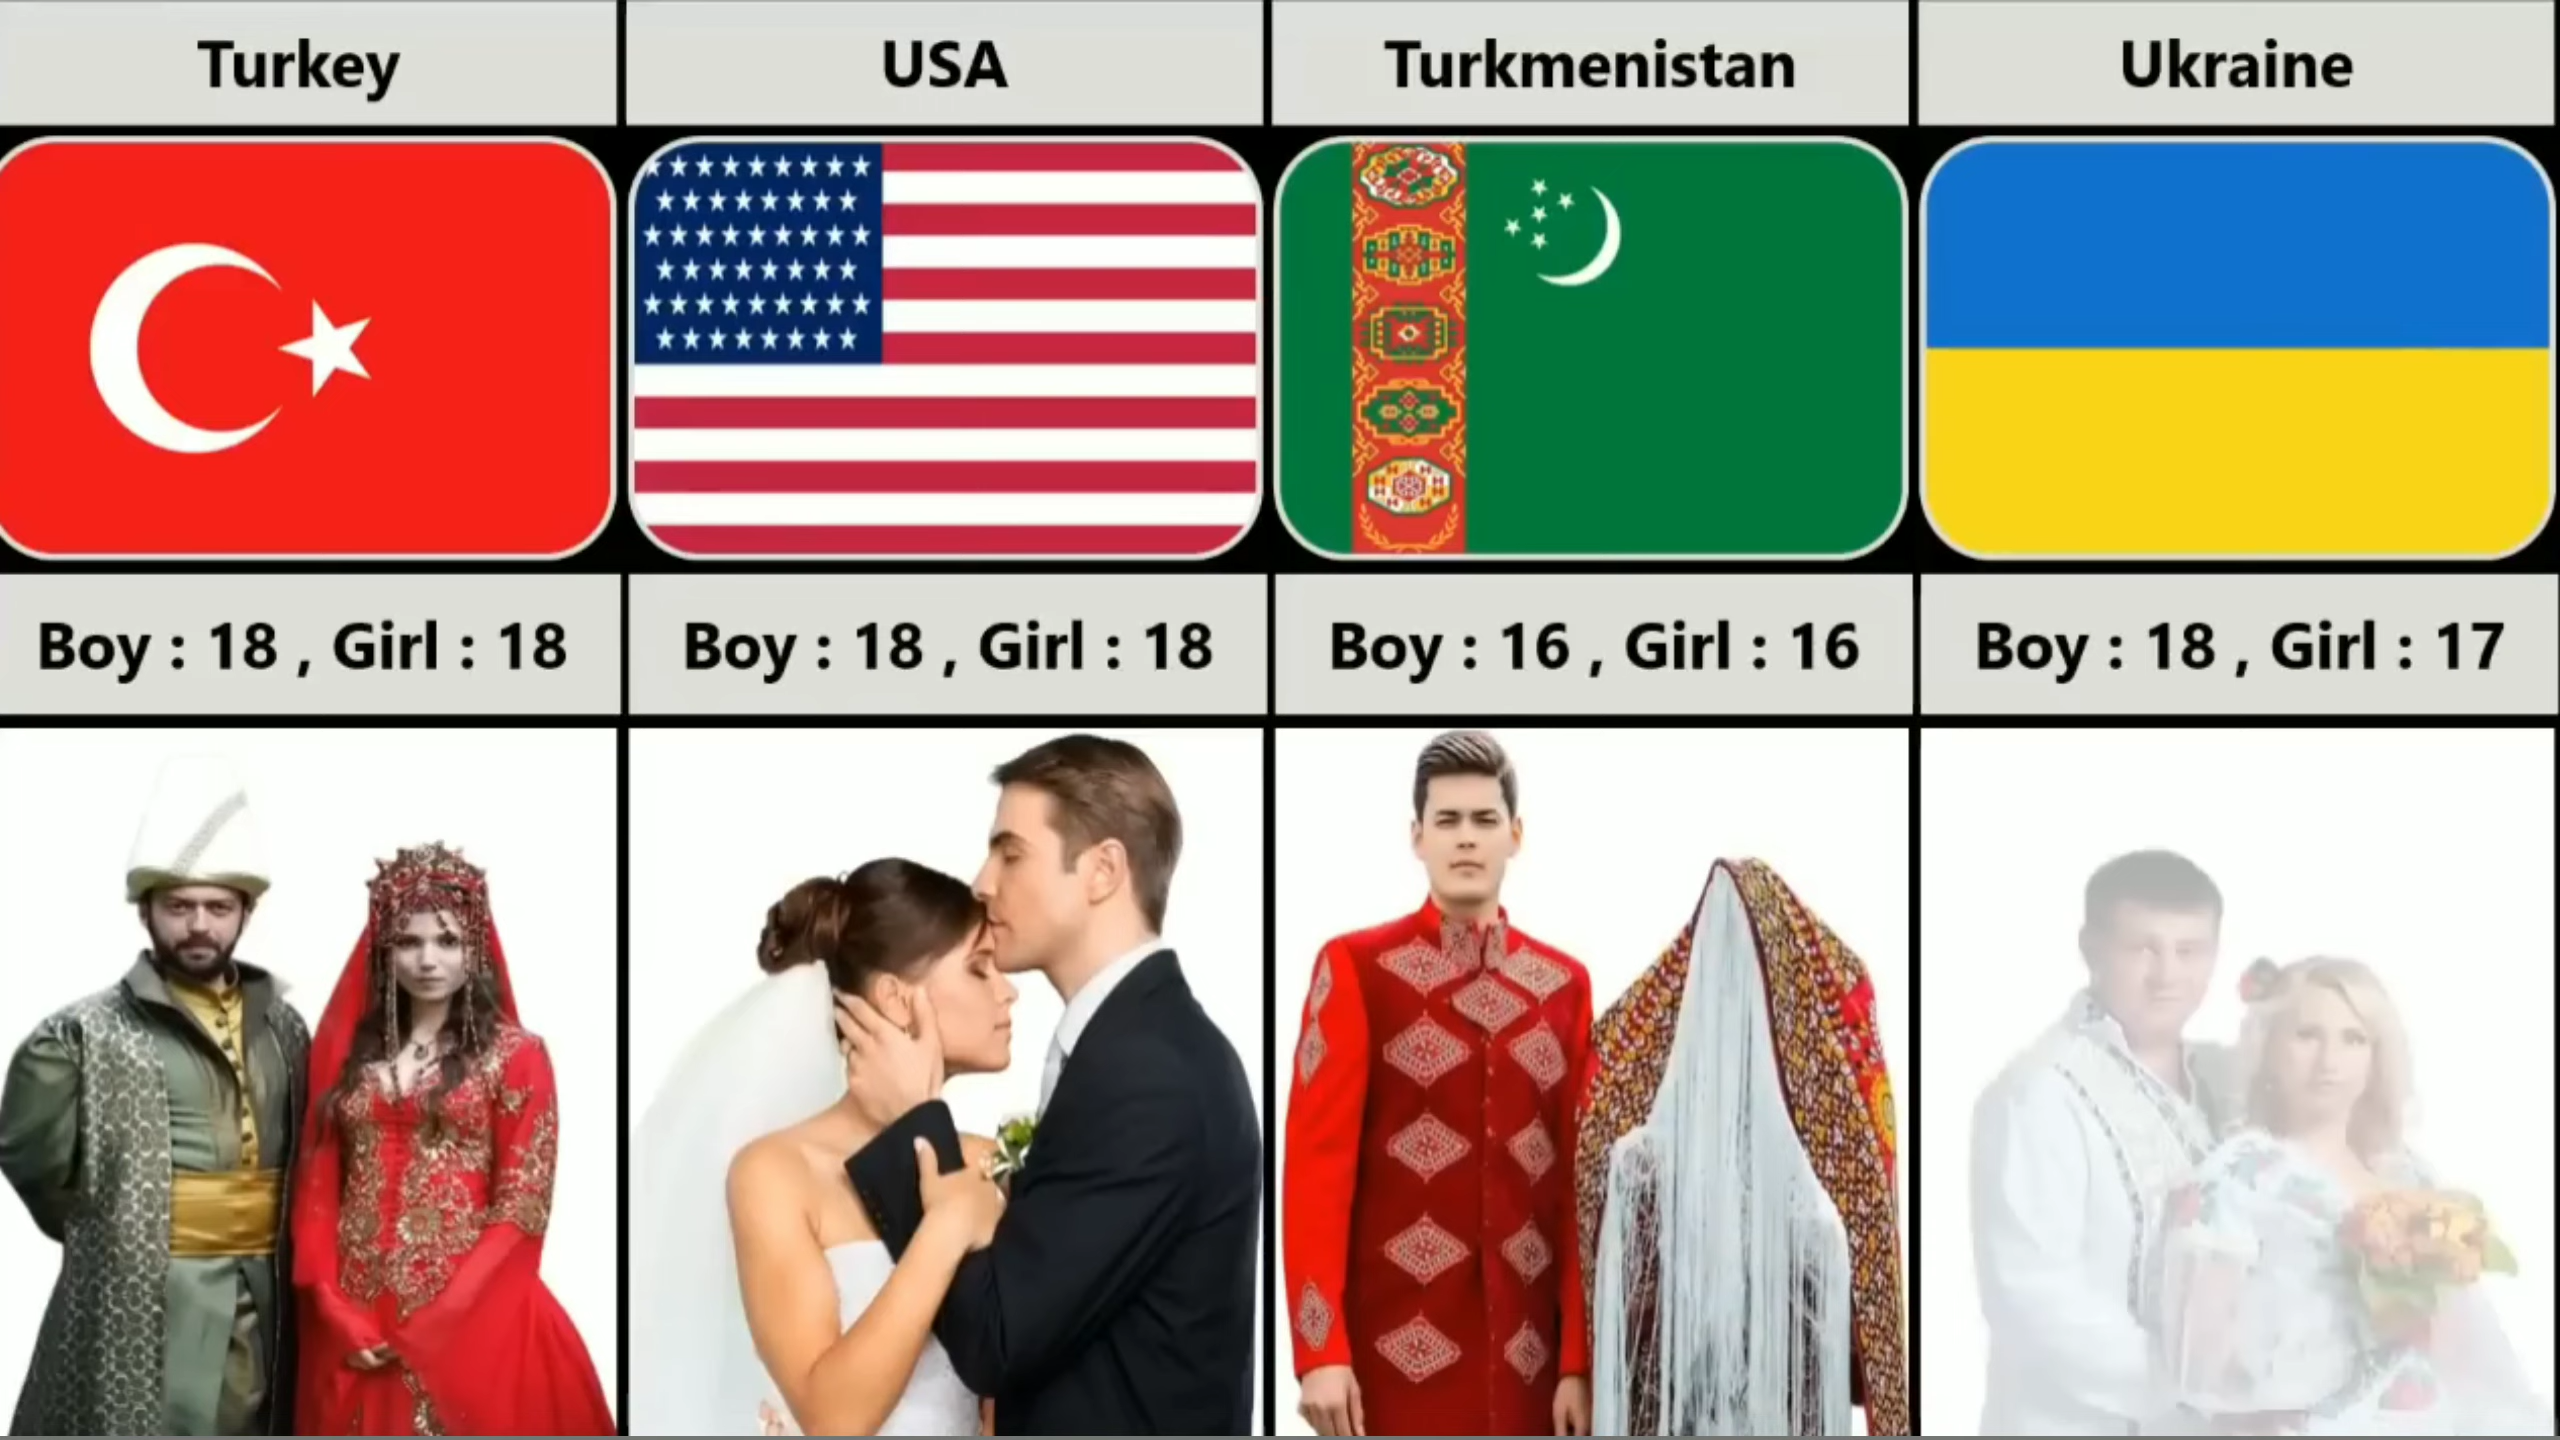 Turkey
USA
Turkmenistan
Ukraine
Boy : 18 , Girl : 18
Boy : 18 , Girl : 18
Boy : 16 , Girl : 16
Boy : 18 , Girl : 17